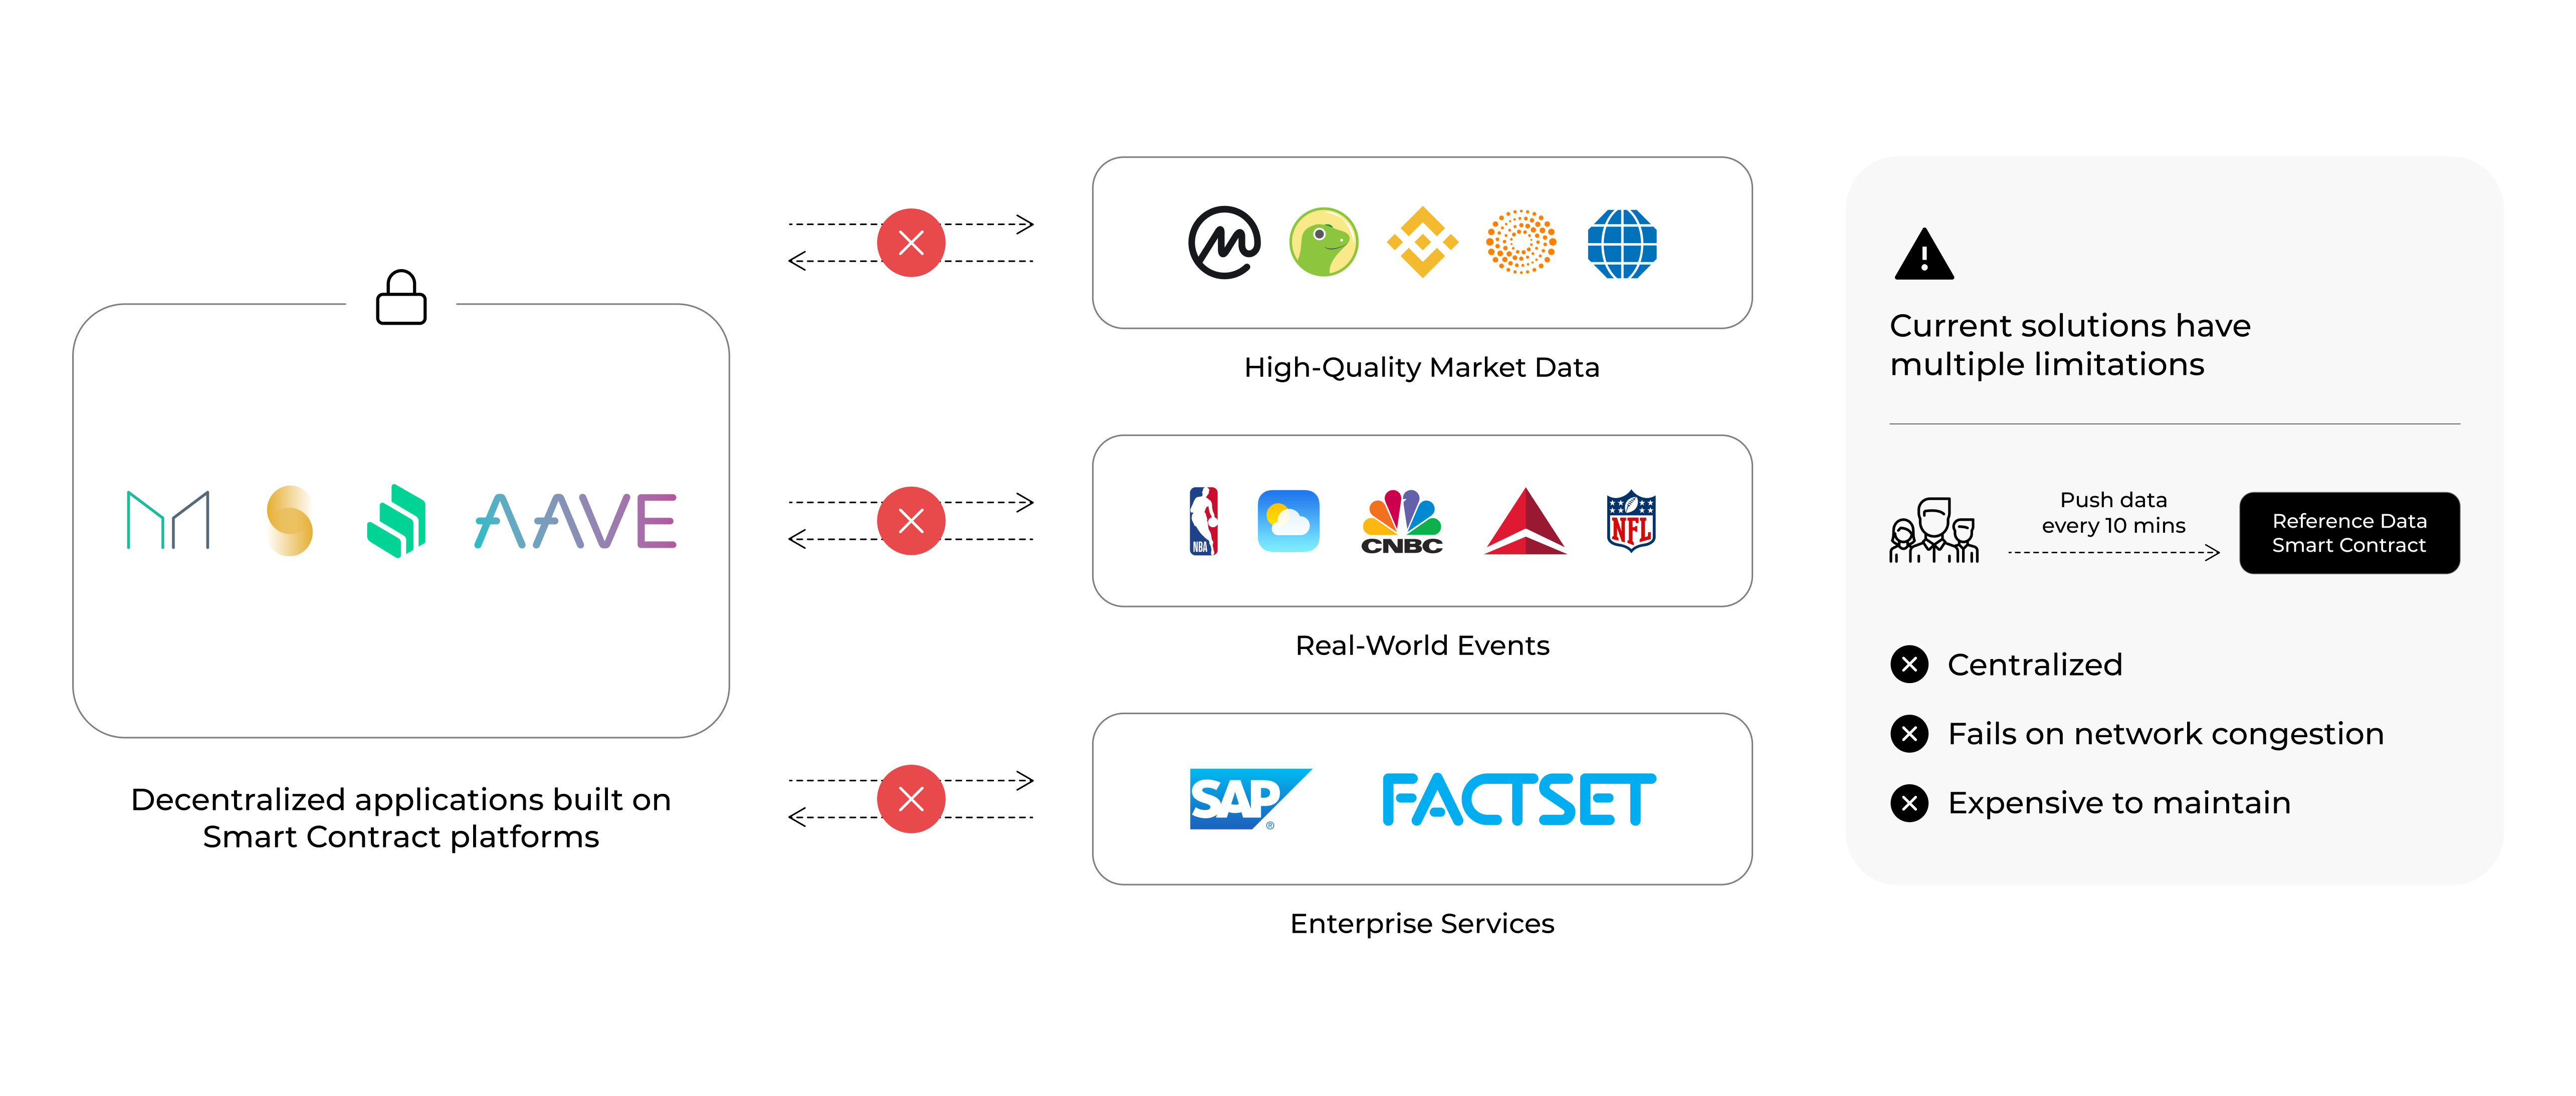 AAVE
Decentralized applications built on
Smart Contract platforms
High-Quality Market Data
NBA
CNBC
NFL
Real-World Events
SAP
®
FACTSET
Enterprise Services
Current solutions have
multiple limitations
Push data
every 10 mins
Reference Data
Smart Contract
Centralized
Fails on network congestion
Expensive to maintain